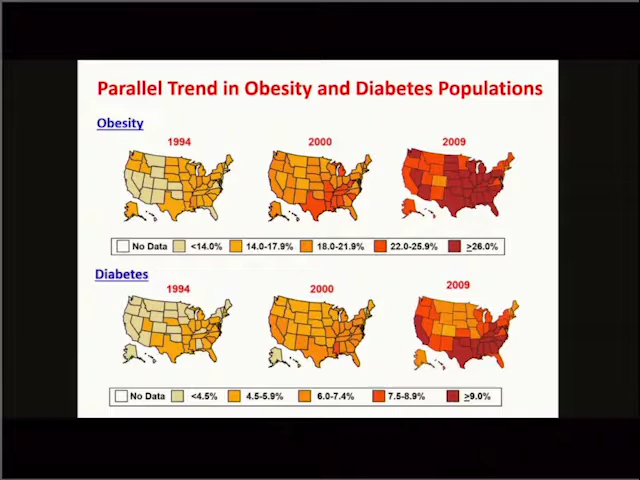 Parallel Trend in Obesity and Diabetes Populations
Obesity
1994 2000 2009
No Data <14.0% 14.0-17.9% 18.0-21.9% 22.0-25.9% ≥26.0%
Diabetes
1994 2000 2009
No Data <4.5% 4.5-5.9% 6.0-7.4% 7.5-8.9% ≥9.0%